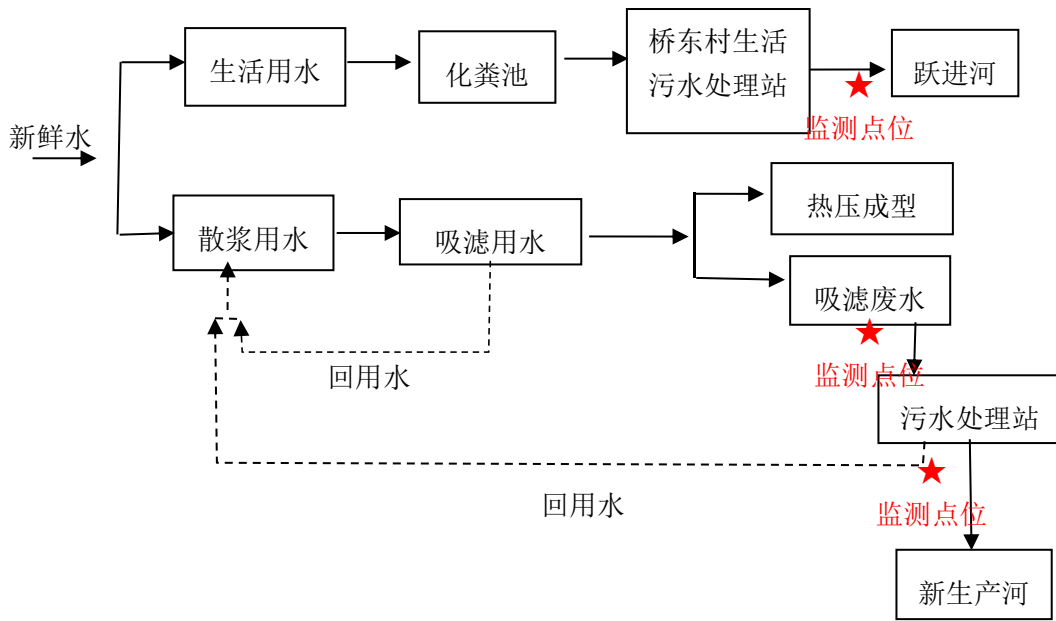 新鲜水
生活用水
化粪池
桥东村生活
污水处理站
跃进河
监测点位
散浆用水
吸滤用水
热压成型
吸滤废水
监测点位
回用水
污水处理站
回用水
监测点位
新生产河